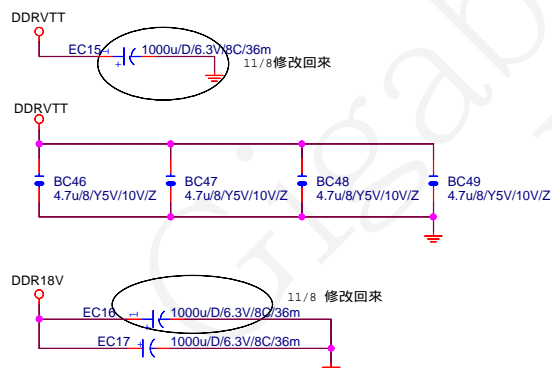 DDRVTT
EC15 1000u/D/6.3V/8C/36m
11/8修改回來
DDRVTT
BC46 BC47 BC48 BC49
4.7u/8/Y5V/10V/Z 4.7u/8/Y5V/10V/Z 4.7u/8/Y5V/10V/Z 4.7u/8/Y5V/10V/Z
DDR18V
11/8 修改回來
EC16 1 1000u/D/6.3V/8C/36m
EC17 1000u/D/6.3V/8C/36m
Gigab